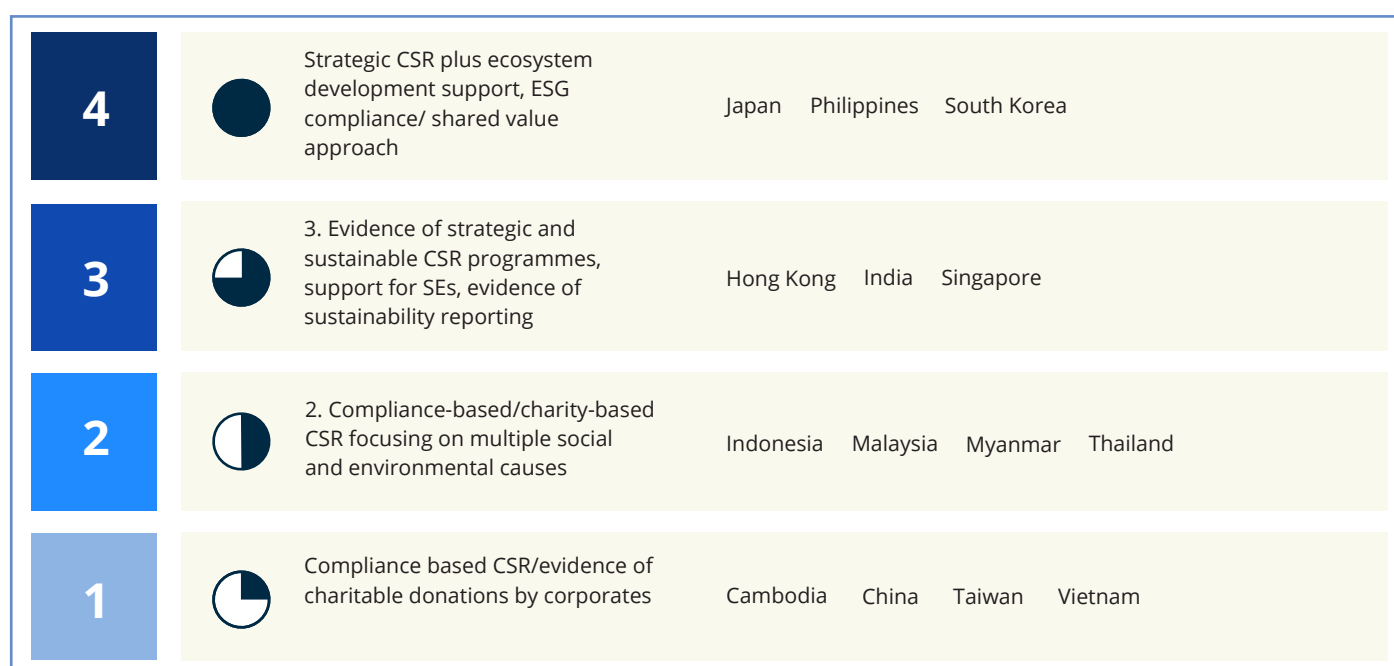 4
Strategic CSR plus ecosystem
development support, ESG
compliance/ shared value
approach
Japan Philippines South Korea
3
3. Evidence of strategic and
sustainable CSR programmes,
support for SEs, evidence of
sustainability reporting
Hong Kong India Singapore
2
2. Compliance-based/charity-based
CSR focusing on multiple social
and environmental causes
Indonesia Malaysia Myanmar Thailand
1
Compliance based CSR/evidence of
charitable donations by corporates
Cambodia China Taiwan Vietnam